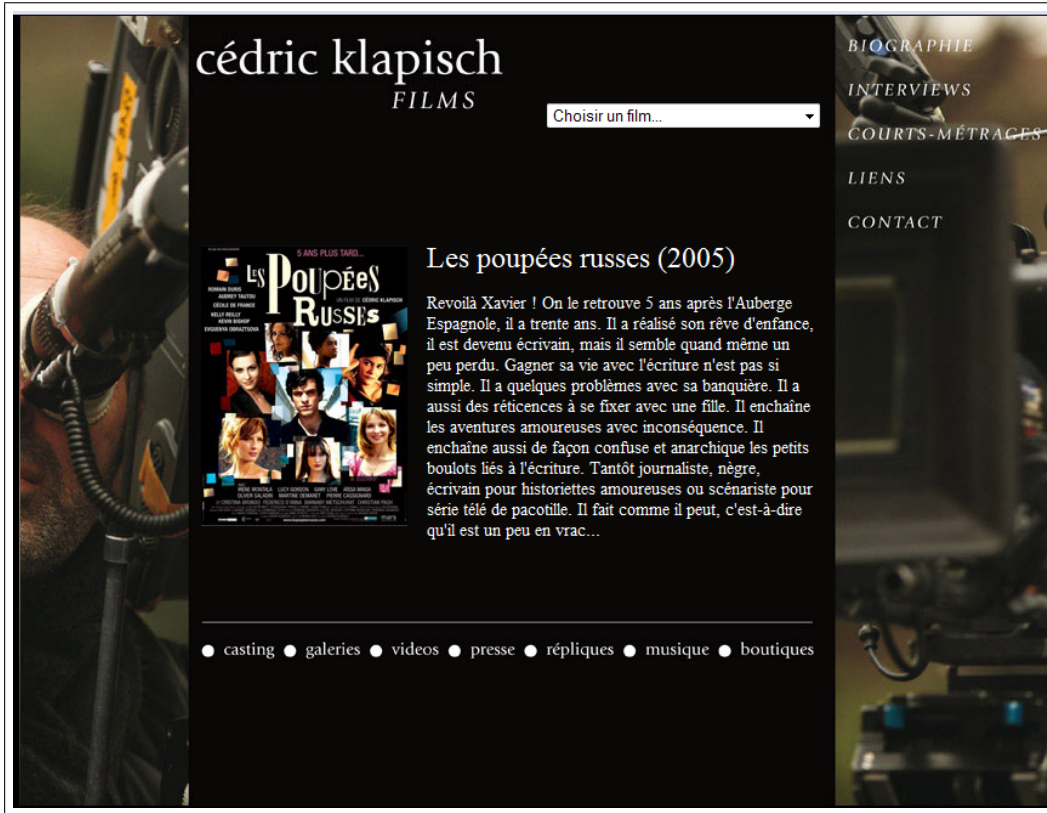 cédric klapisch
FILMS
Choisir un film...
BIOGRAPHIE
INTERVIEWS
COURTS-MÉTRAGES
LIENS
CONTACT
5 ANS PLUS TARD...
LES POUPÉES
RUSSES
UN FILM DE CÉDRIC KLAPISCH
ROMAIN DURIS
AUDREY TAUTOU
CÉCILE DE FRANCE
KELLY REILLY
KEVIN BISHOP
EVGUENYA OBRAZTSOVA
Les poupées russes (2005)
Revoilà Xavier ! On le retrouve 5 ans après l'Auberge
Espagnole, il a trente ans. Il a réalisé son rêve d'enfance,
il est devenu écrivain, mais il semble quand même un
peu perdu. Gagner sa vie avec l'écriture n'est pas si
simple. Il a quelques problèmes avec sa banquière. Il a
aussi des réticences à se fixer avec une fille. Il enchaîne
les aventures amoureuses avec inconséquence. Il
enchaîne aussi de façon confuse et anarchique les petits
boulots liés à l'écriture. Tantôt journaliste, nègre,
écrivain pour historiettes amoureuses ou scénariste pour
série télé de pacotille. Il fait comme il peut, c'est-à-dire
qu'il est un peu en vrac...
casting galeries videos presse répliques musique boutiques